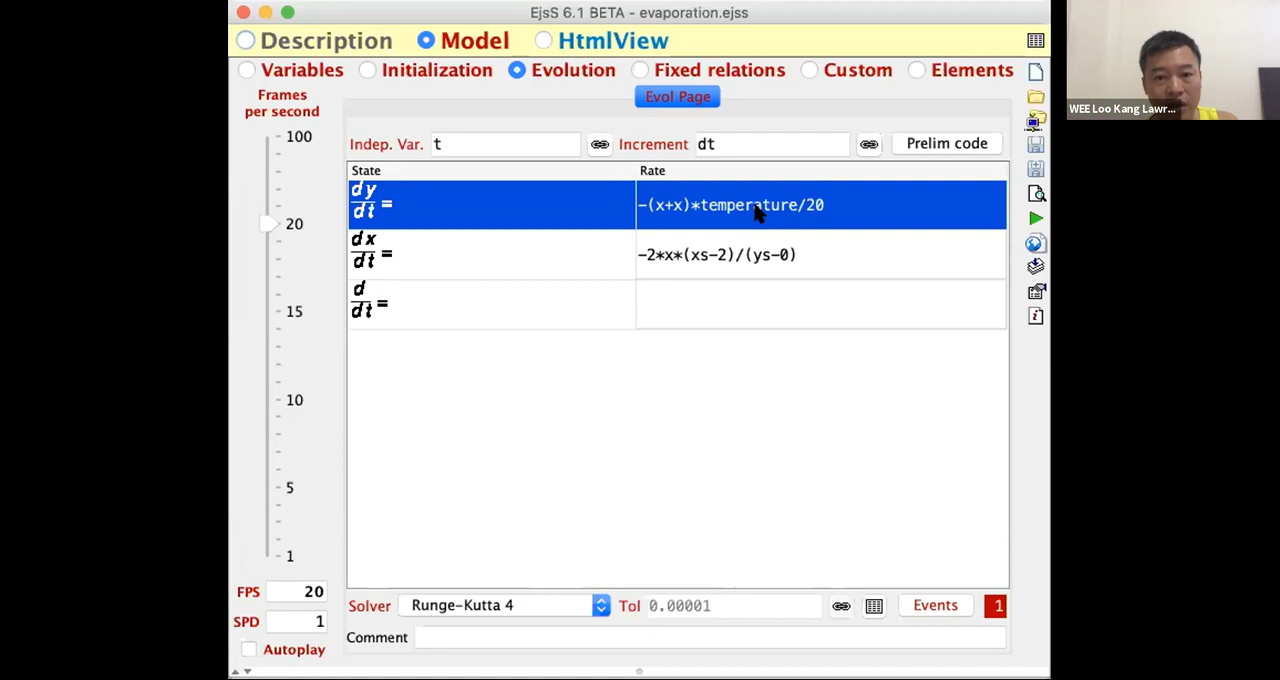 EjsS 6.1 BETA - evaporation.ejss
Description Model HtmlView
Variables Initialization Evolution Fixed relations Custom Elements
Frames
per second
Evol Page
WEE Loo Kang Lawr...
100
20
15
10
5
1
Indep. Var. t Increment dt Prelim code
State Rate
dy
dt = -(x+x)*temperature/20
dx
dt = -2*x*(xs-2)/(ys-0)
d
dt =
FPS 20
SPD 1
Autoplay
Solver Runge-Kutta 4 Tol 0.00001 Events 1
Comment